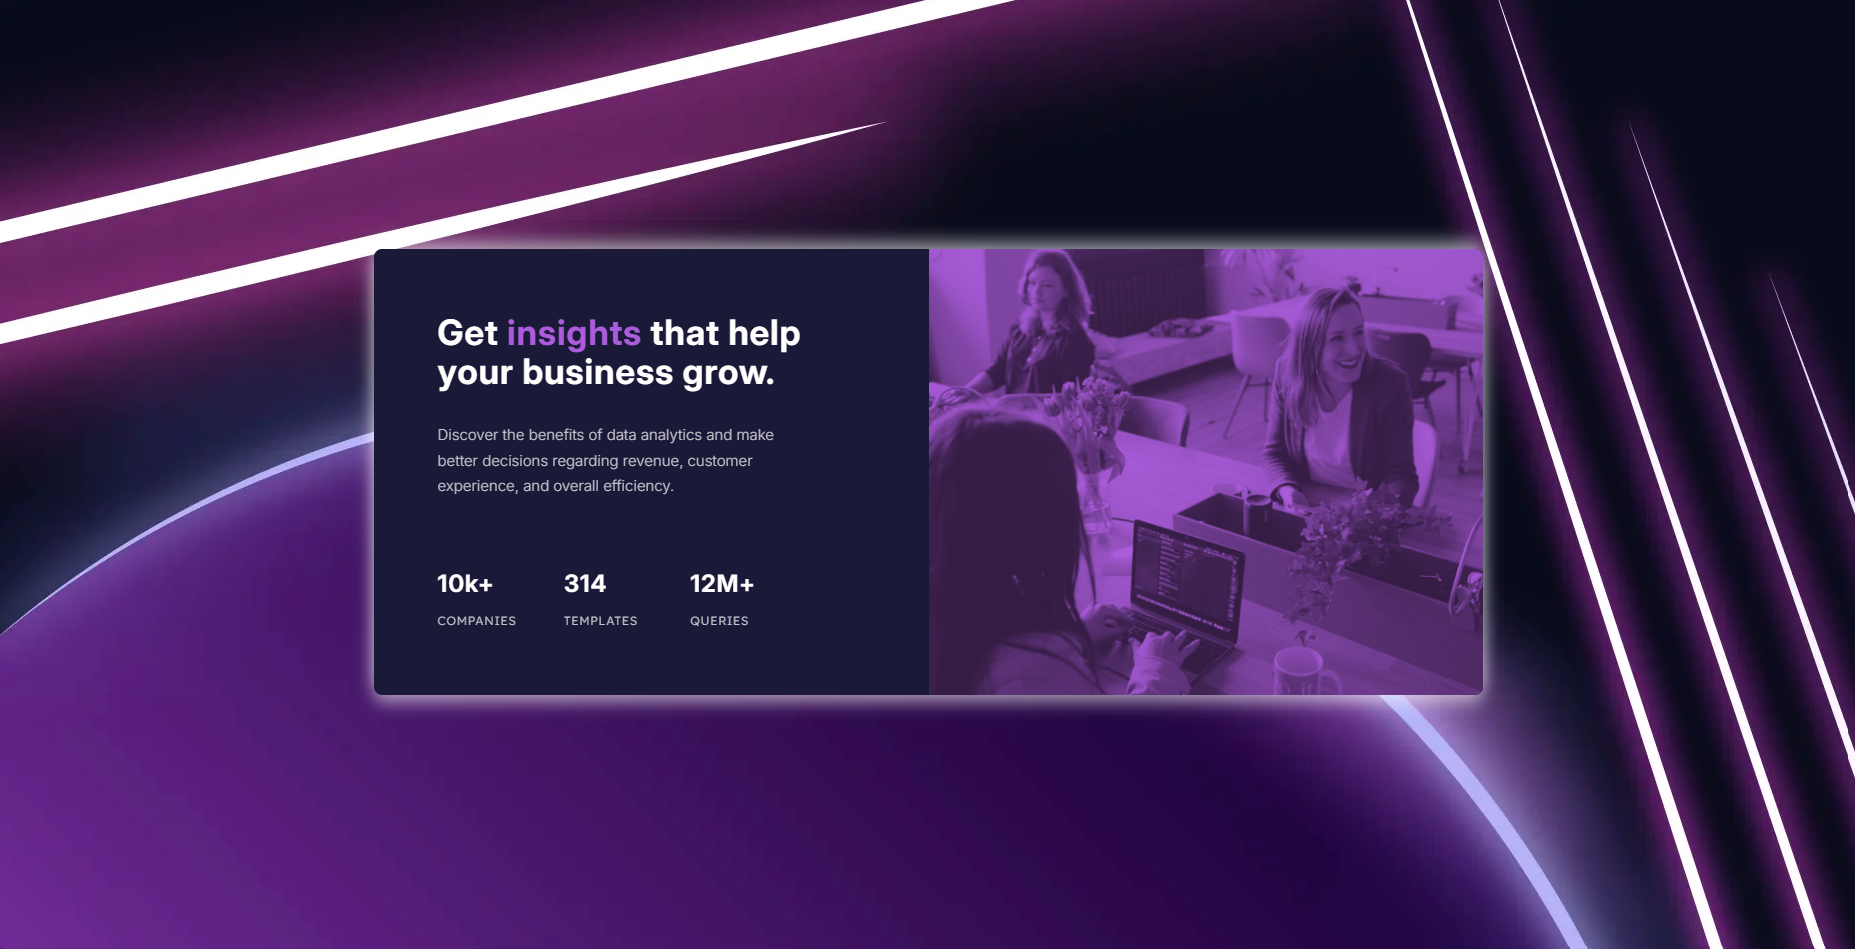 Get insights that help
your business grow.
Discover the benefits of data analytics and make
better decisions regarding revenue, customer
experience, and overall efficiency.
10k+ 314 12M+
COMPANIES TEMPLATES QUERIES